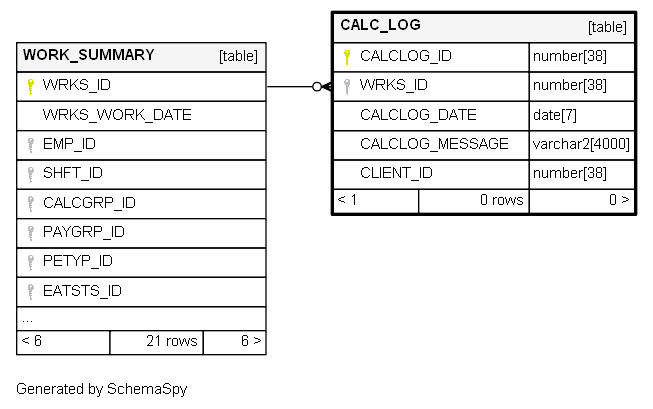 WORK_SUMMARY [table]
WRKS_ID
WRKS_WORK_DATE
EMP_ID
SHFT_ID
CALCGRP_ID
PAYGRP_ID
PETYP_ID
EATSTS_ID
...
< 6 21 rows 6 >
CALC_LOG [table]
CALCLOG_ID number[38]
WRKS_ID number[38]
CALCLOG_DATE date[7]
CALCLOG_MESSAGE varchar2[4000]
CLIENT_ID number[38]
< 1 0 rows 0 >
Generated by SchemaSpy